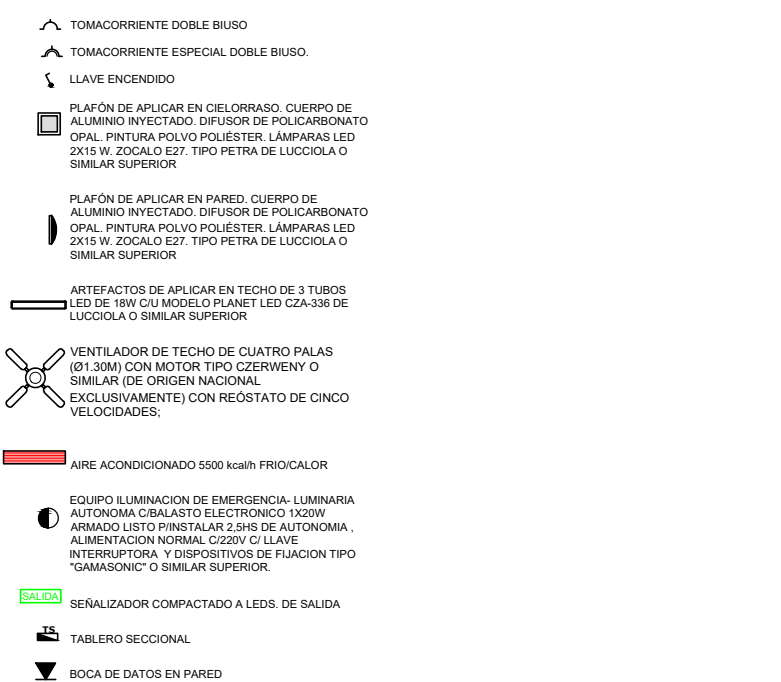 TOMACORRIENTE DOBLE BIUSO
TOMACORRIENTE ESPECIAL DOBLE BIUSO.
LLAVE ENCENDIDO
PLAFÓN DE APLICAR EN CIELORRASO. CUERPO DE
ALUMINIO INYECTADO. DIFUSOR DE POLICARBONATO
OPAL. PINTURA POLVO POLIÉSTER. LÁMPARAS LED
2X15 W. ZOCALO E27. TIPO PETRA DE LUCCIOLA O
SIMILAR SUPERIOR
PLAFÓN DE APLICAR EN PARED. CUERPO DE
ALUMINIO INYECTADO. DIFUSOR DE POLICARBONATO
OPAL. PINTURA POLVO POLIÉSTER. LÁMPARAS LED
2X15 W. ZOCALO E27. TIPO PETRA DE LUCCIOLA O
SIMILAR SUPERIOR
ARTEFACTOS DE APLICAR EN TECHO DE 3 TUBOS
LED DE 18W C/U MODELO PLANET LED CZA-336 DE
LUCCIOLA O SIMILAR SUPERIOR
VENTILADOR DE TECHO DE CUATRO PALAS
(Ø1.30M) CON MOTOR TIPO CZERWENY O
SIMILAR (DE ORIGEN NACIONAL
EXCLUSIVAMENTE) CON REÓSTATO DE CINCO
VELOCIDADES;
AIRE ACONDICIONADO 5500 kcal/h FRIO/CALOR
EQUIPO ILUMINACION DE EMERGENCIA- LUMINARIA
AUTONOMA C/BALASTO ELECTRONICO 1X20W
ARMADO LISTO P/INSTALAR 2,5HS DE AUTONOMIA ,
ALIMENTACION NORMAL C/220V C/ LLAVE
INTERRUPTORA Y DISPOSITIVOS DE FIJACION TIPO
"GAMASONIC" O SIMILAR SUPERIOR.
SALIDA
SEÑALIZADOR COMPACTADO A LEDS. DE SALIDA
TS
TABLERO SECCIONAL
BOCA DE DATOS EN PARED